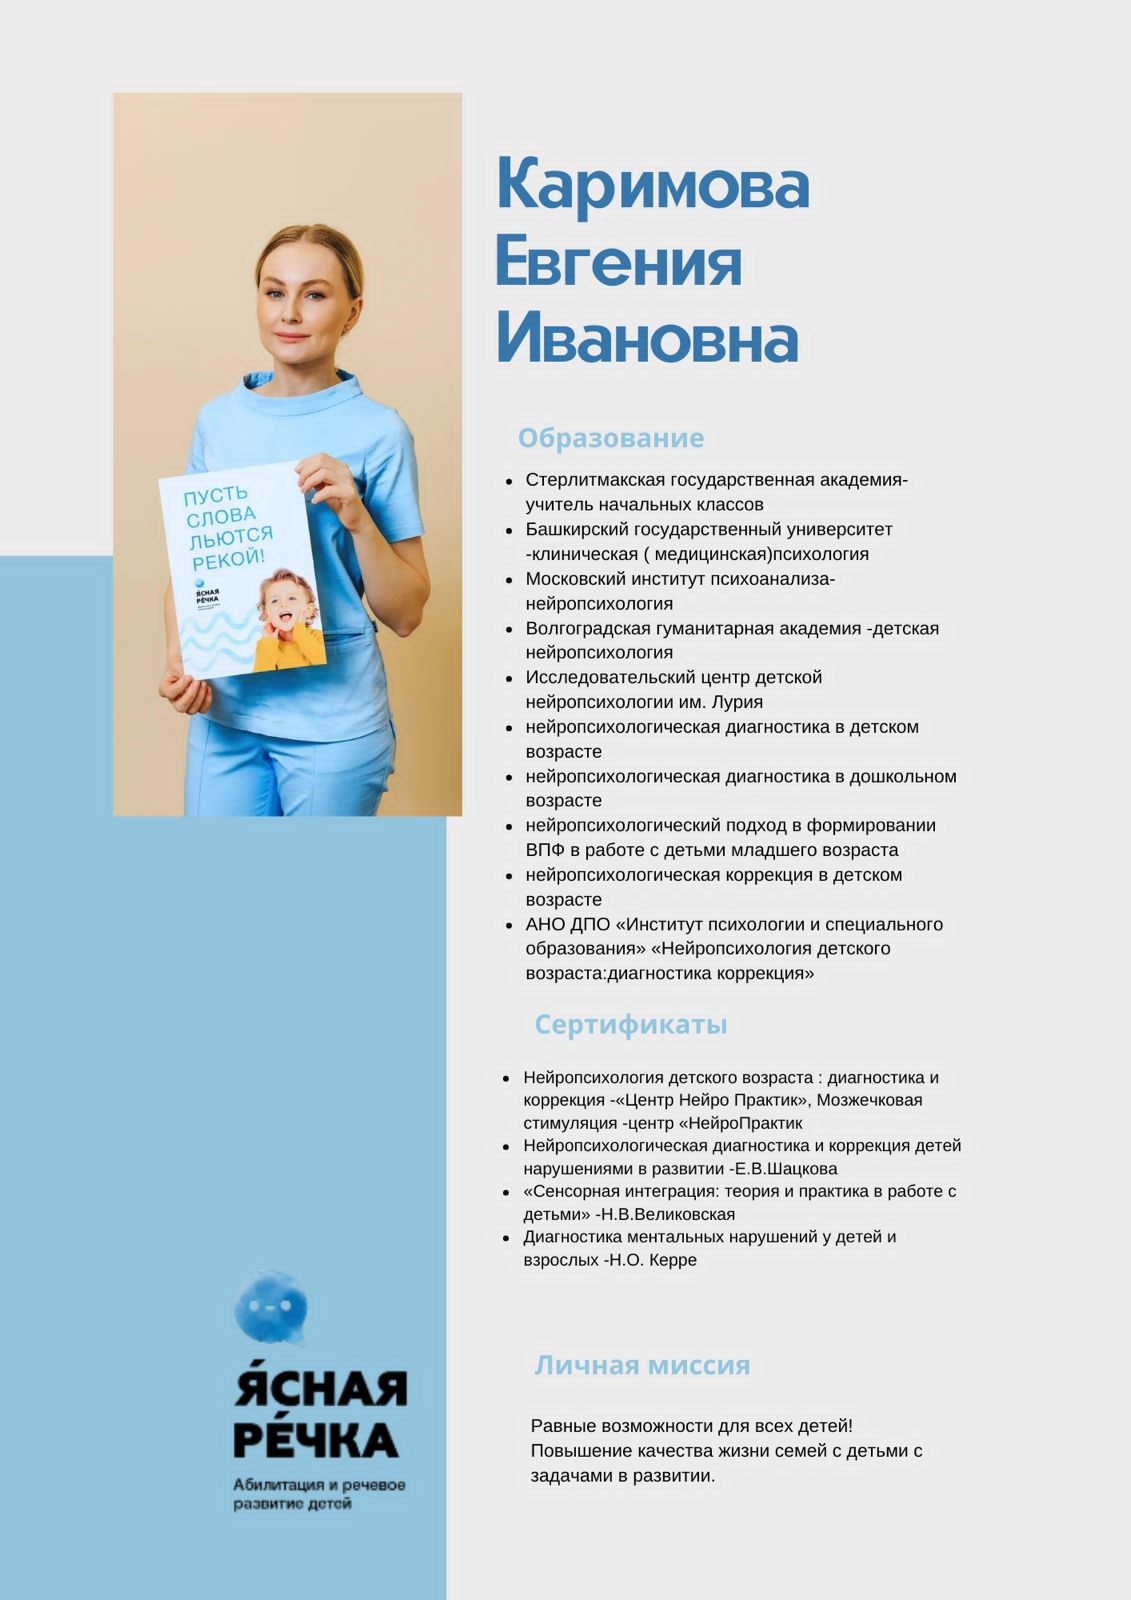 Каримова
Евгения
Ивановна
ПУСТЬ
СЛОВА
ЛЬЮТСЯ
РЕКОЙ!
ЯСНАЯ
РЕЧКА
Образование
Стерлитмакская государственная академия-
учитель начальных классов
Башкирский государственный университет
-клиническая ( медицинская)психология
Московский институт психоанализа-
нейропсихология
Волгоградская гуманитарная академия -детская
нейропсихология
Исследовательский центр детской
нейропсихологии им. Лурия
нейропсихологическая диагностика в детском
возрасте
нейропсихологическая диагностика в дошкольном
возрасте
нейропсихологический подход в формировании
ВПФ в работе с детьми младшего возраста
нейропсихологическая коррекция в детском
возрасте
АНО ДПО «Институт психологии и специального
образования» «Нейропсихология детского
возраста:диагностика коррекция»
Сертификаты
Нейропсихология детского возраста : диагностика и
коррекция -«Центр Нейро Практик», Мозжечковая
стимуляция -центр «НейроПрактик
Нейропсихологическая диагностика и коррекция детей
нарушениями в развитии -Е.В.Шацкова
«Сенсорная интеграция: теория и практика в работе с
детьми» -Н.В.Великовская
Диагностика ментальных нарушений у детей и
взрослых -Н.О. Керре
Личная миссия
Равные возможности для всех детей!
Повышение качества жизни семей с детьми с
задачами в развитии.
Я́СНАЯ
РЕ́ЧКА
Абилитация и речевое
развитие детей